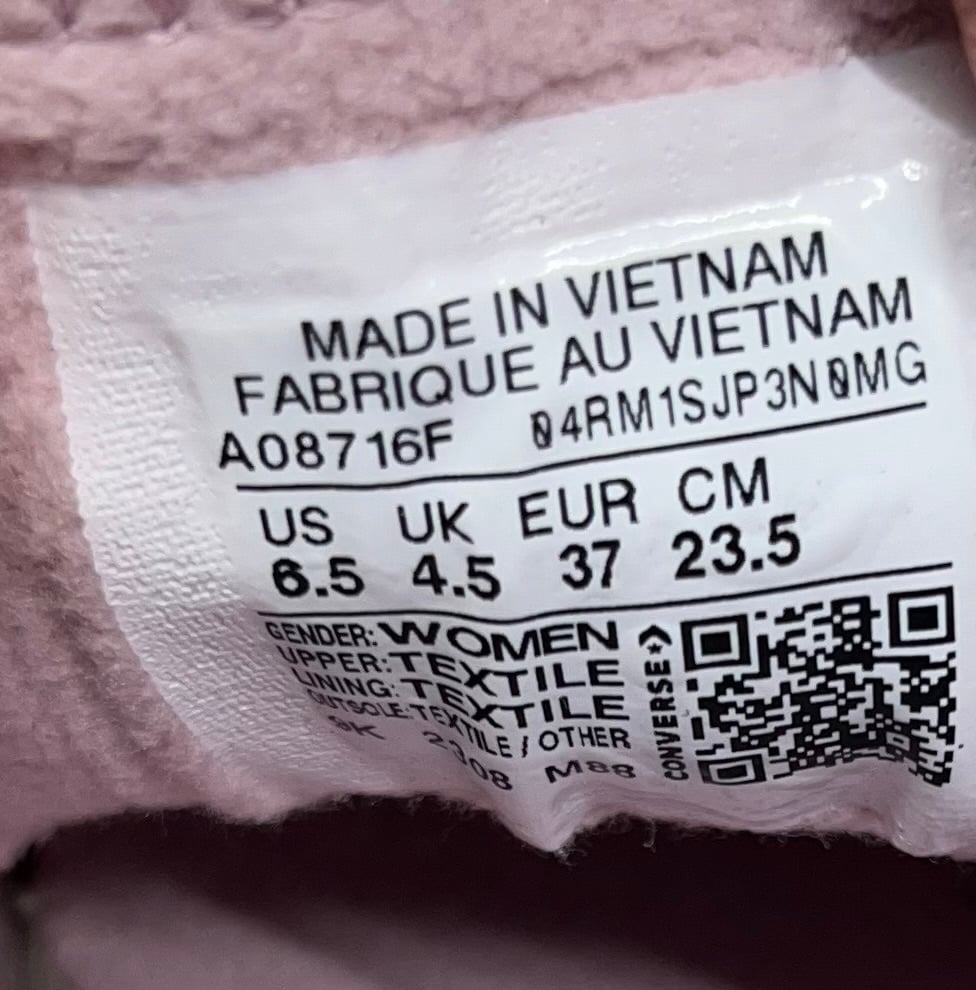 MADE IN VIETNAM
FABRIQUE AU VIETNAM
A08716F 04RM1SJP3N0MG
US UK EUR CM
6.5 4.5 37 23.5
GENDER: WOMEN
UPPER: TEXTILE
LINING: TEXTILE
OUTSOLE: TEXTILE / OTHER
M88
CONVERSE